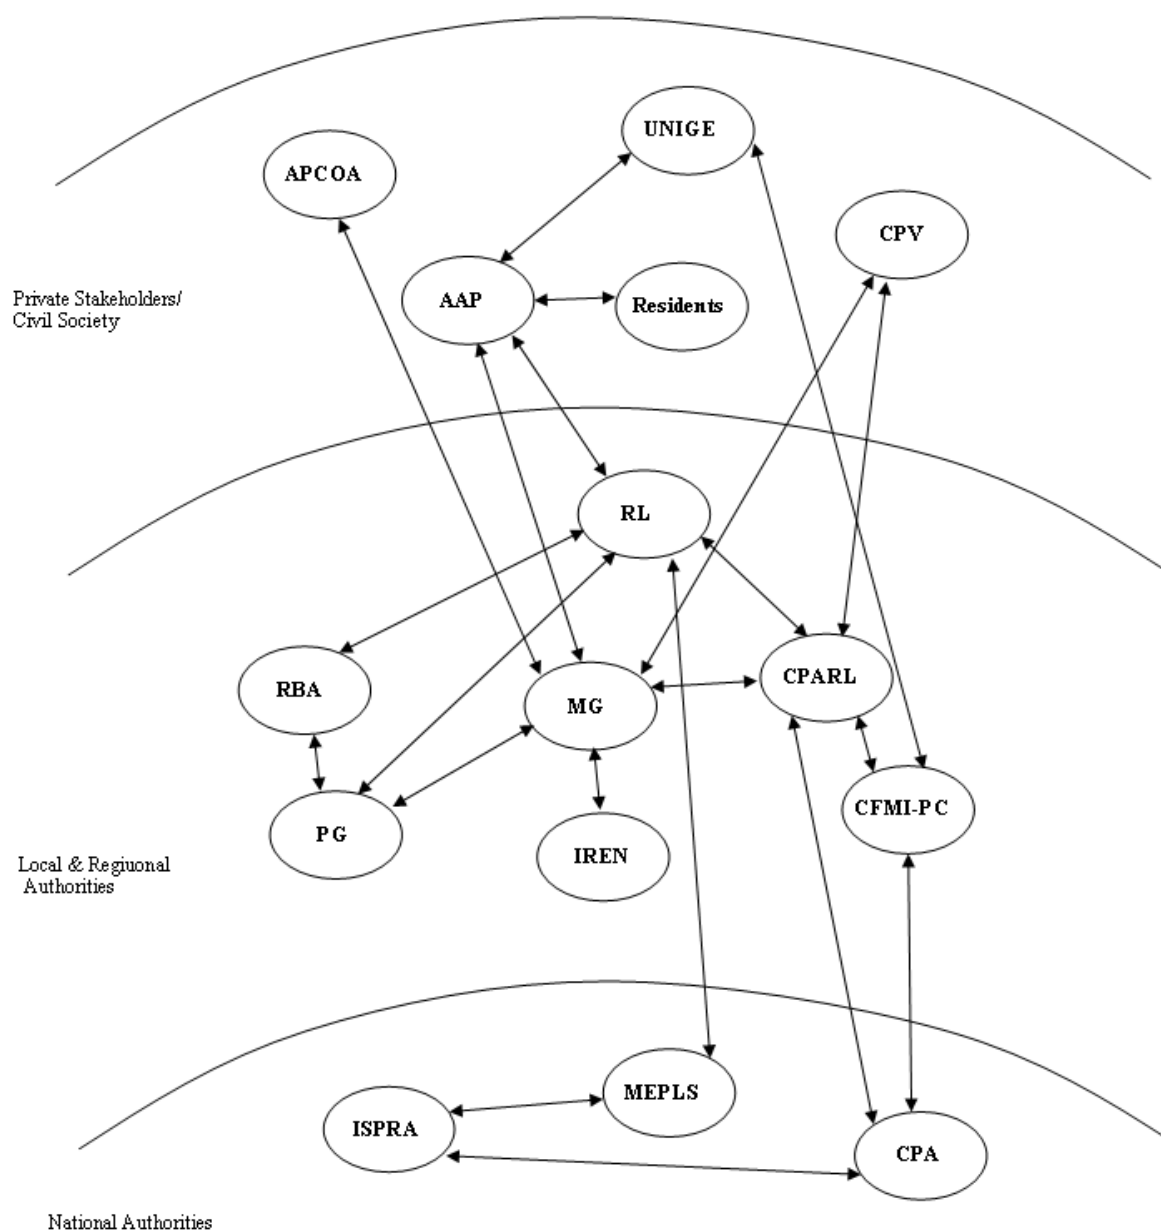 UNIGE
APCOA
CPV
AAP
Residents
Private Stakeholders/
Civil Society
RL
RBA
MG
CPARL
PG
IREN
CFMI-PC
Local & Regiuonal
Authorities
MEPLS
ISPRA
CPA
National Authorities